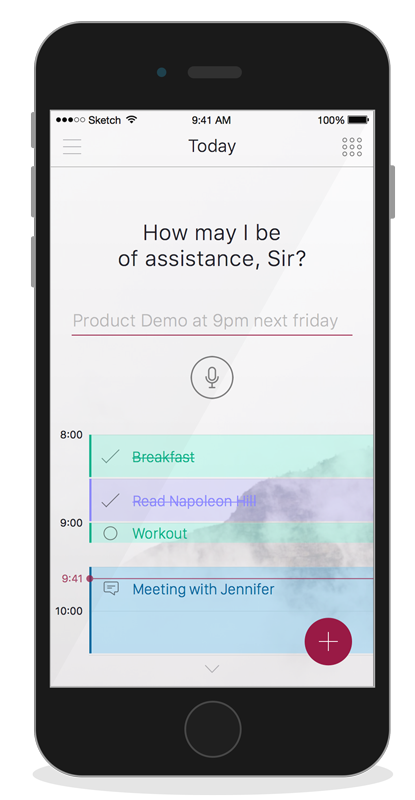 Sketch 9:41 AM 100%
Today
How may I be
of assistance, Sir?
Product Demo at 9pm next friday
8:00
Breakfast
Read Napoleon Hill
9:00
Workout
9:41
Meeting with Jennifer
10:00